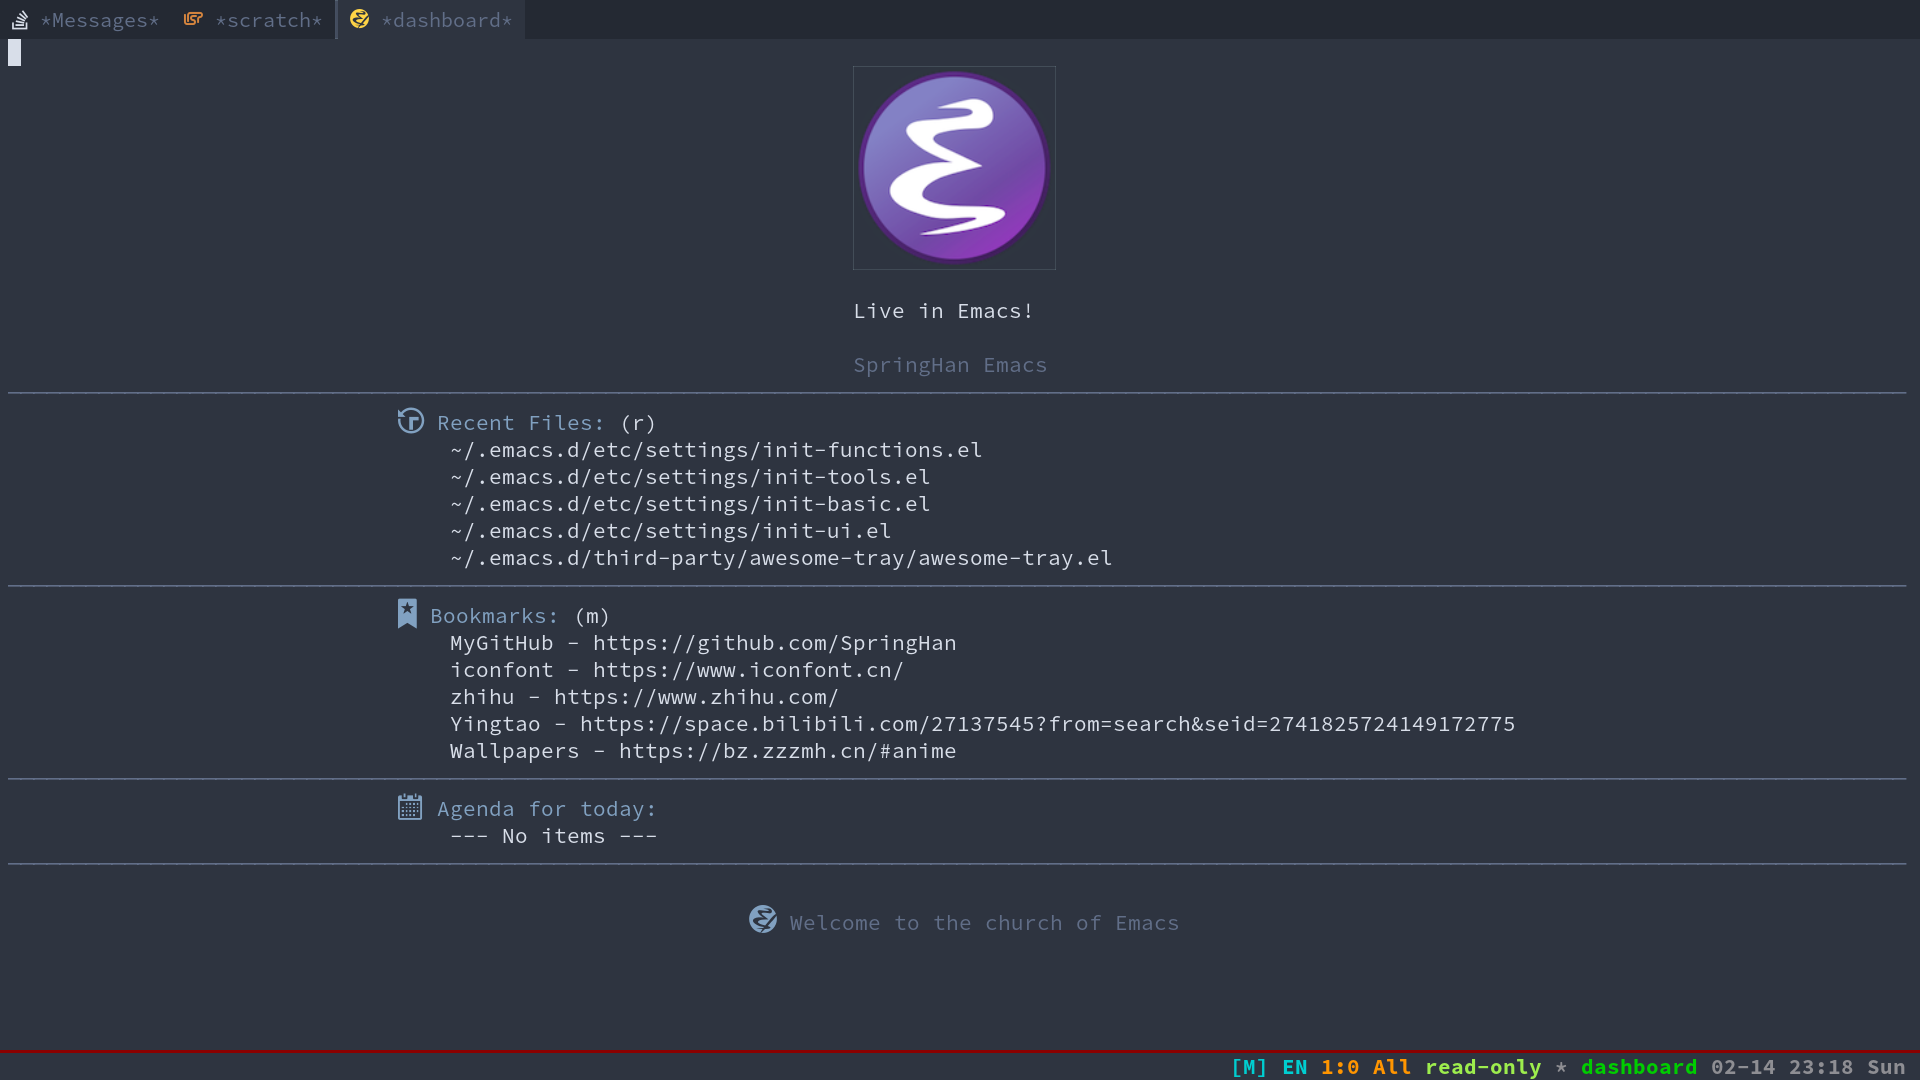 *Messages* *scratch* *dashboard*
Live in Emacs!
SpringHan Emacs
Recent Files: (r)
~/.emacs.d/etc/settings/init-functions.el
~/.emacs.d/etc/settings/init-tools.el
~/.emacs.d/etc/settings/init-basic.el
~/.emacs.d/etc/settings/init-ui.el
~/.emacs.d/third-party/awesome-tray/awesome-tray.el
Bookmarks: (m)
MyGitHub - https://github.com/SpringHan
iconfont - https://www.iconfont.cn/
zhihu - https://www.zhihu.com/
Yingtao - https://space.bilibili.com/27137545?from=search&seid=2741825724149172775
Wallpapers - https://bz.zzzmh.cn/#anime
Agenda for today:
--- No items ---
Welcome to the church of Emacs
[M] EN 1:0 All read-only * dashboard 02-14 23:18 Sun